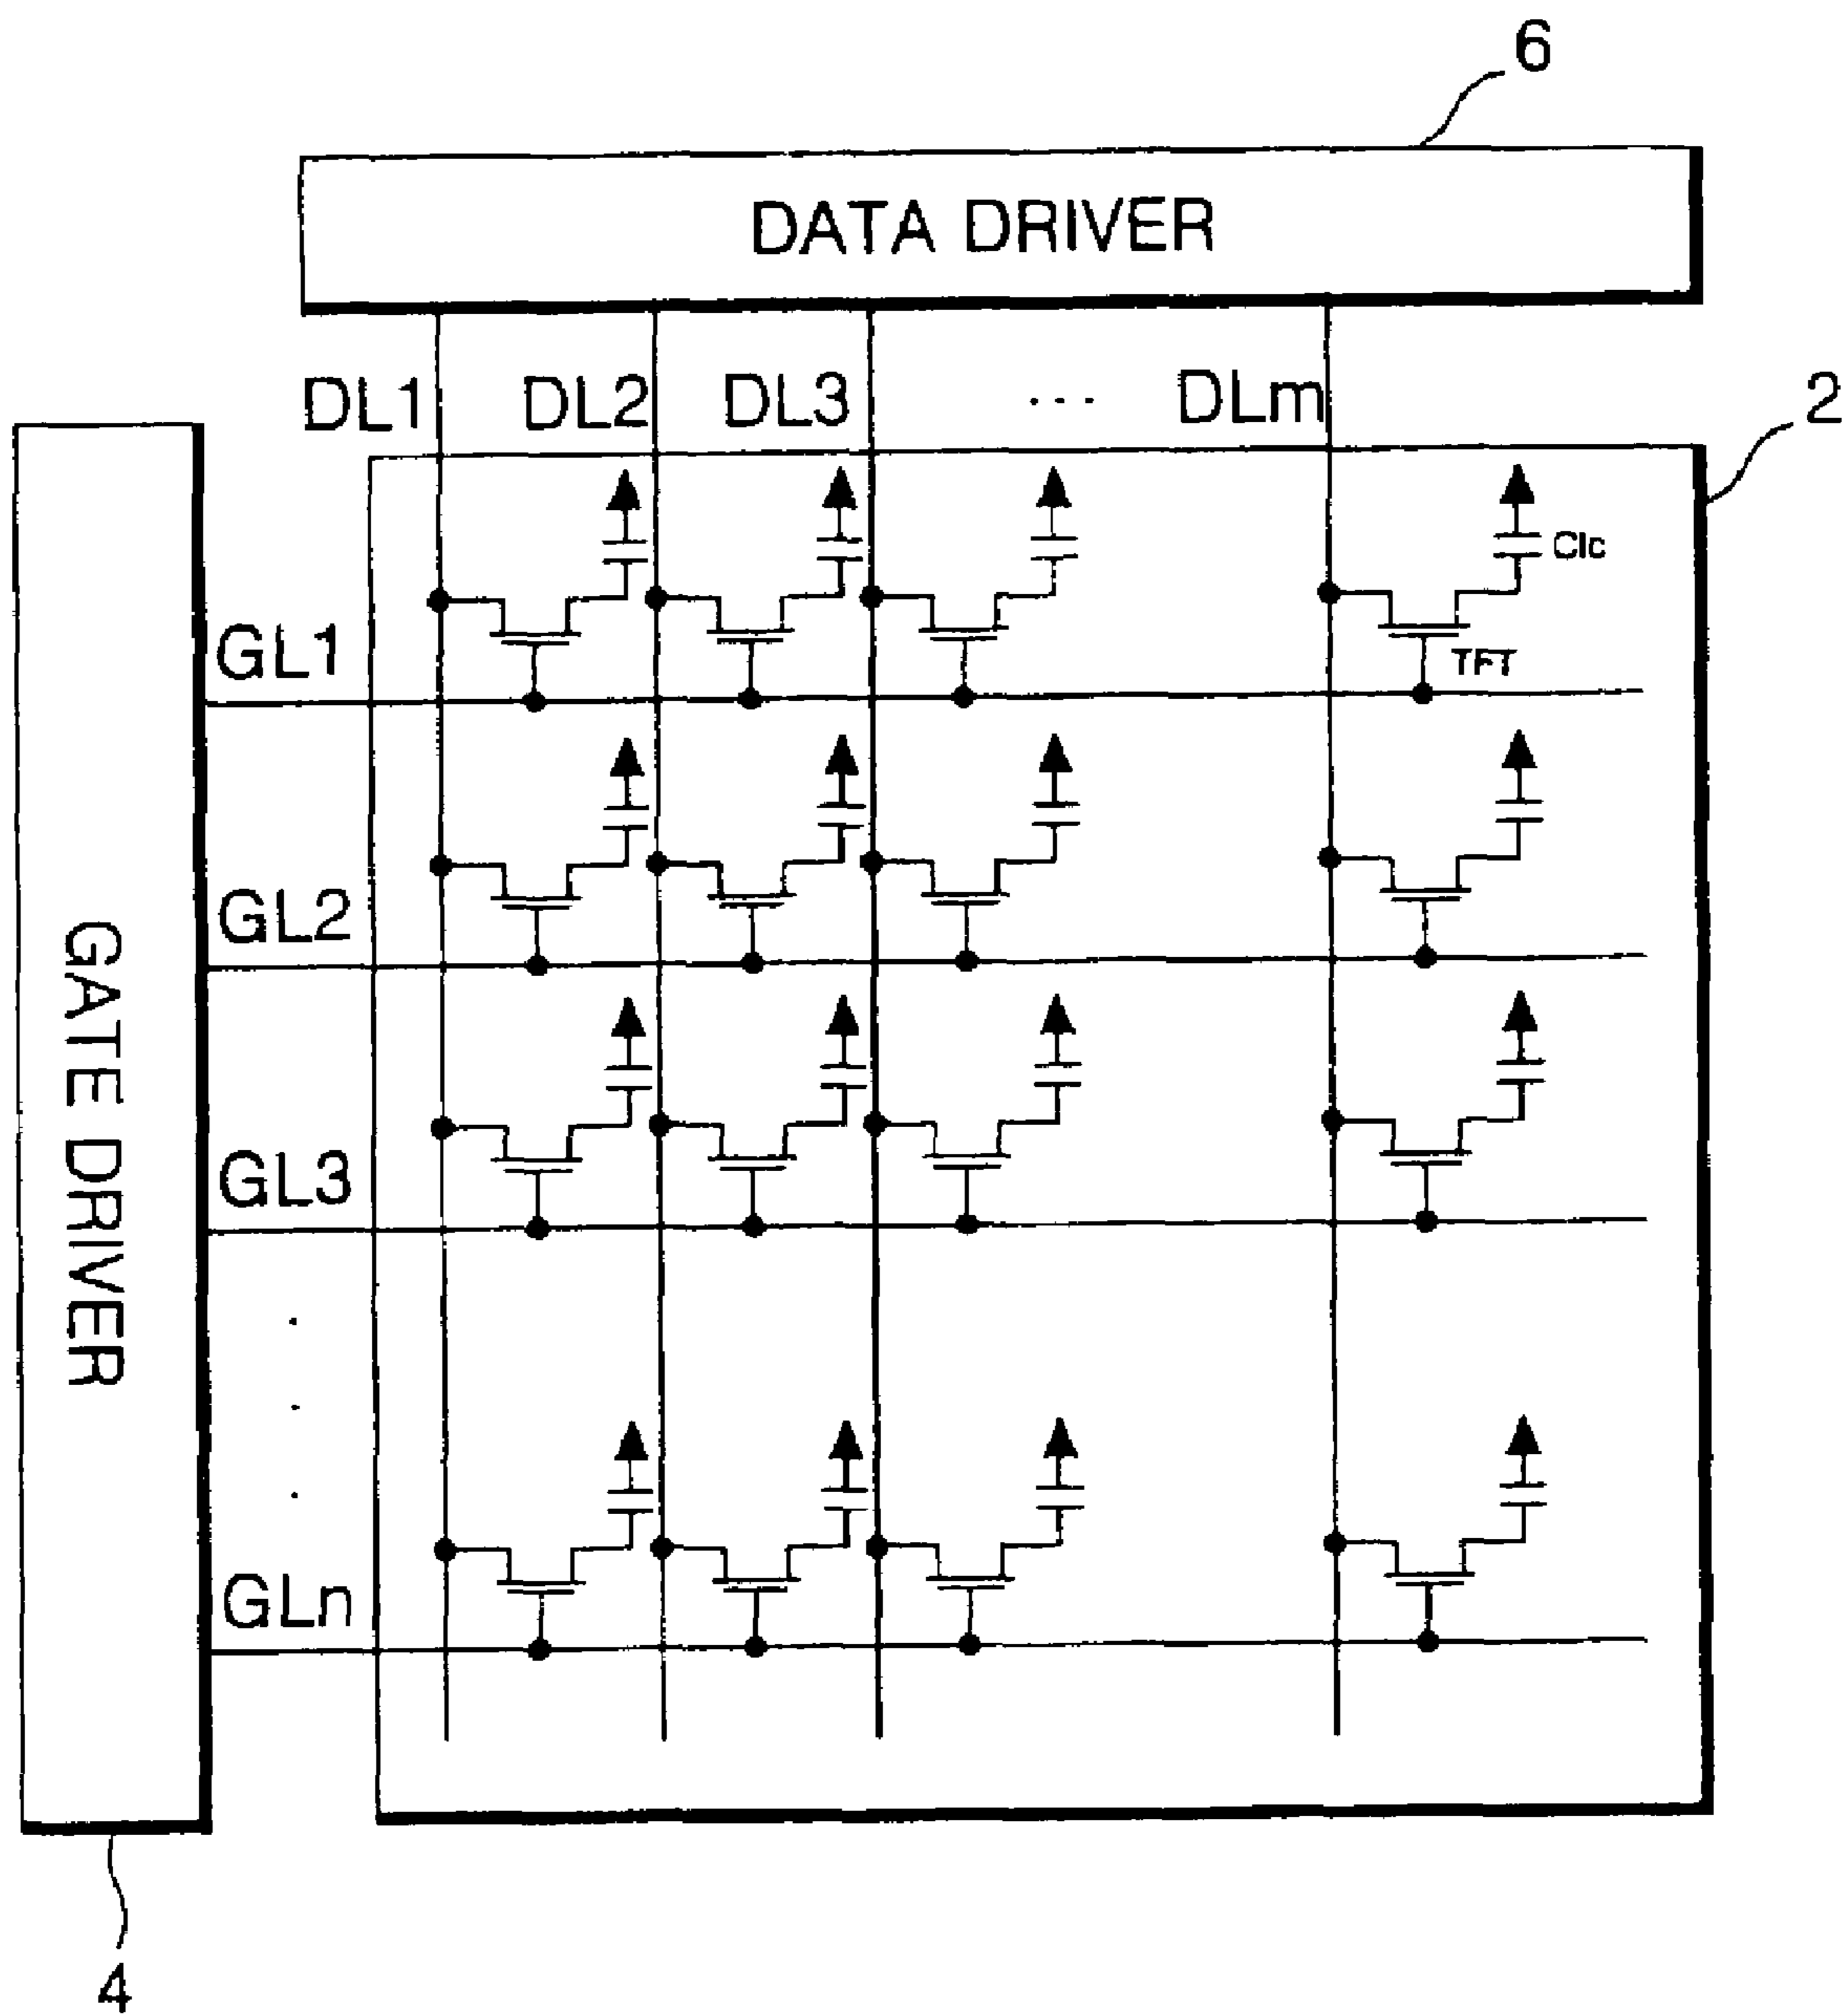 6
DATA DRIVER
DL1 DL2 DL3 ... DLm
2
Clc
GL1
TFT
GL2
GATE DRIVER
GL3
GLn
4